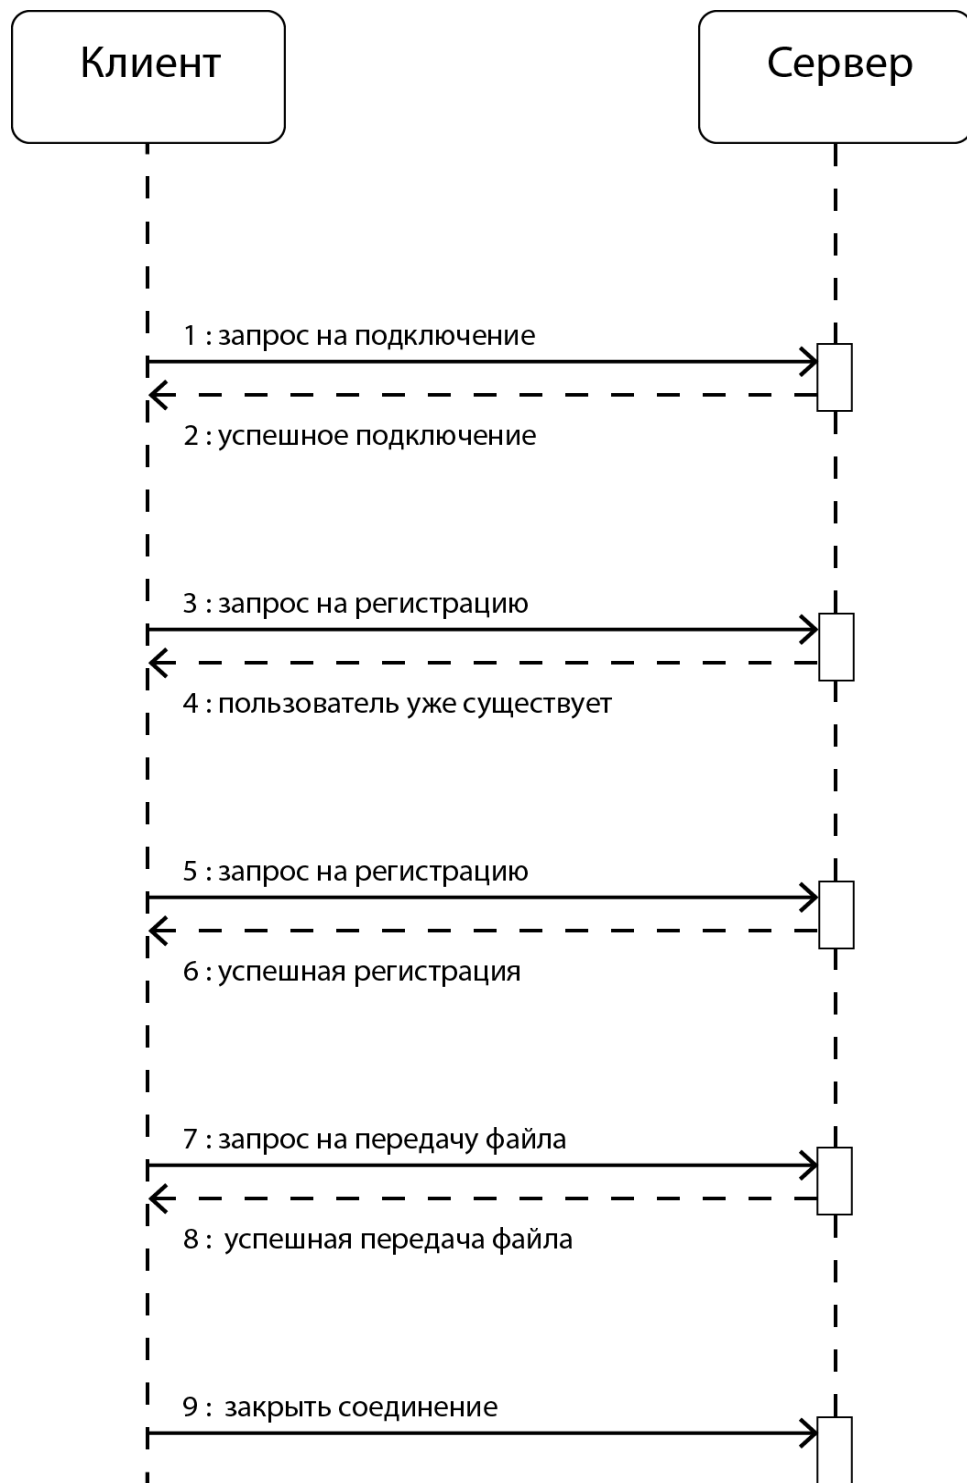 Клиент
Сервер
1 : запрос на подключение
2 : успешное подключение
3 : запрос на регистрацию
4 : пользователь уже существует
5 : запрос на регистрацию
6 : успешная регистрация
7 : запрос на передачу файла
8 :  успешная передача файла
9 :  закрыть соединение